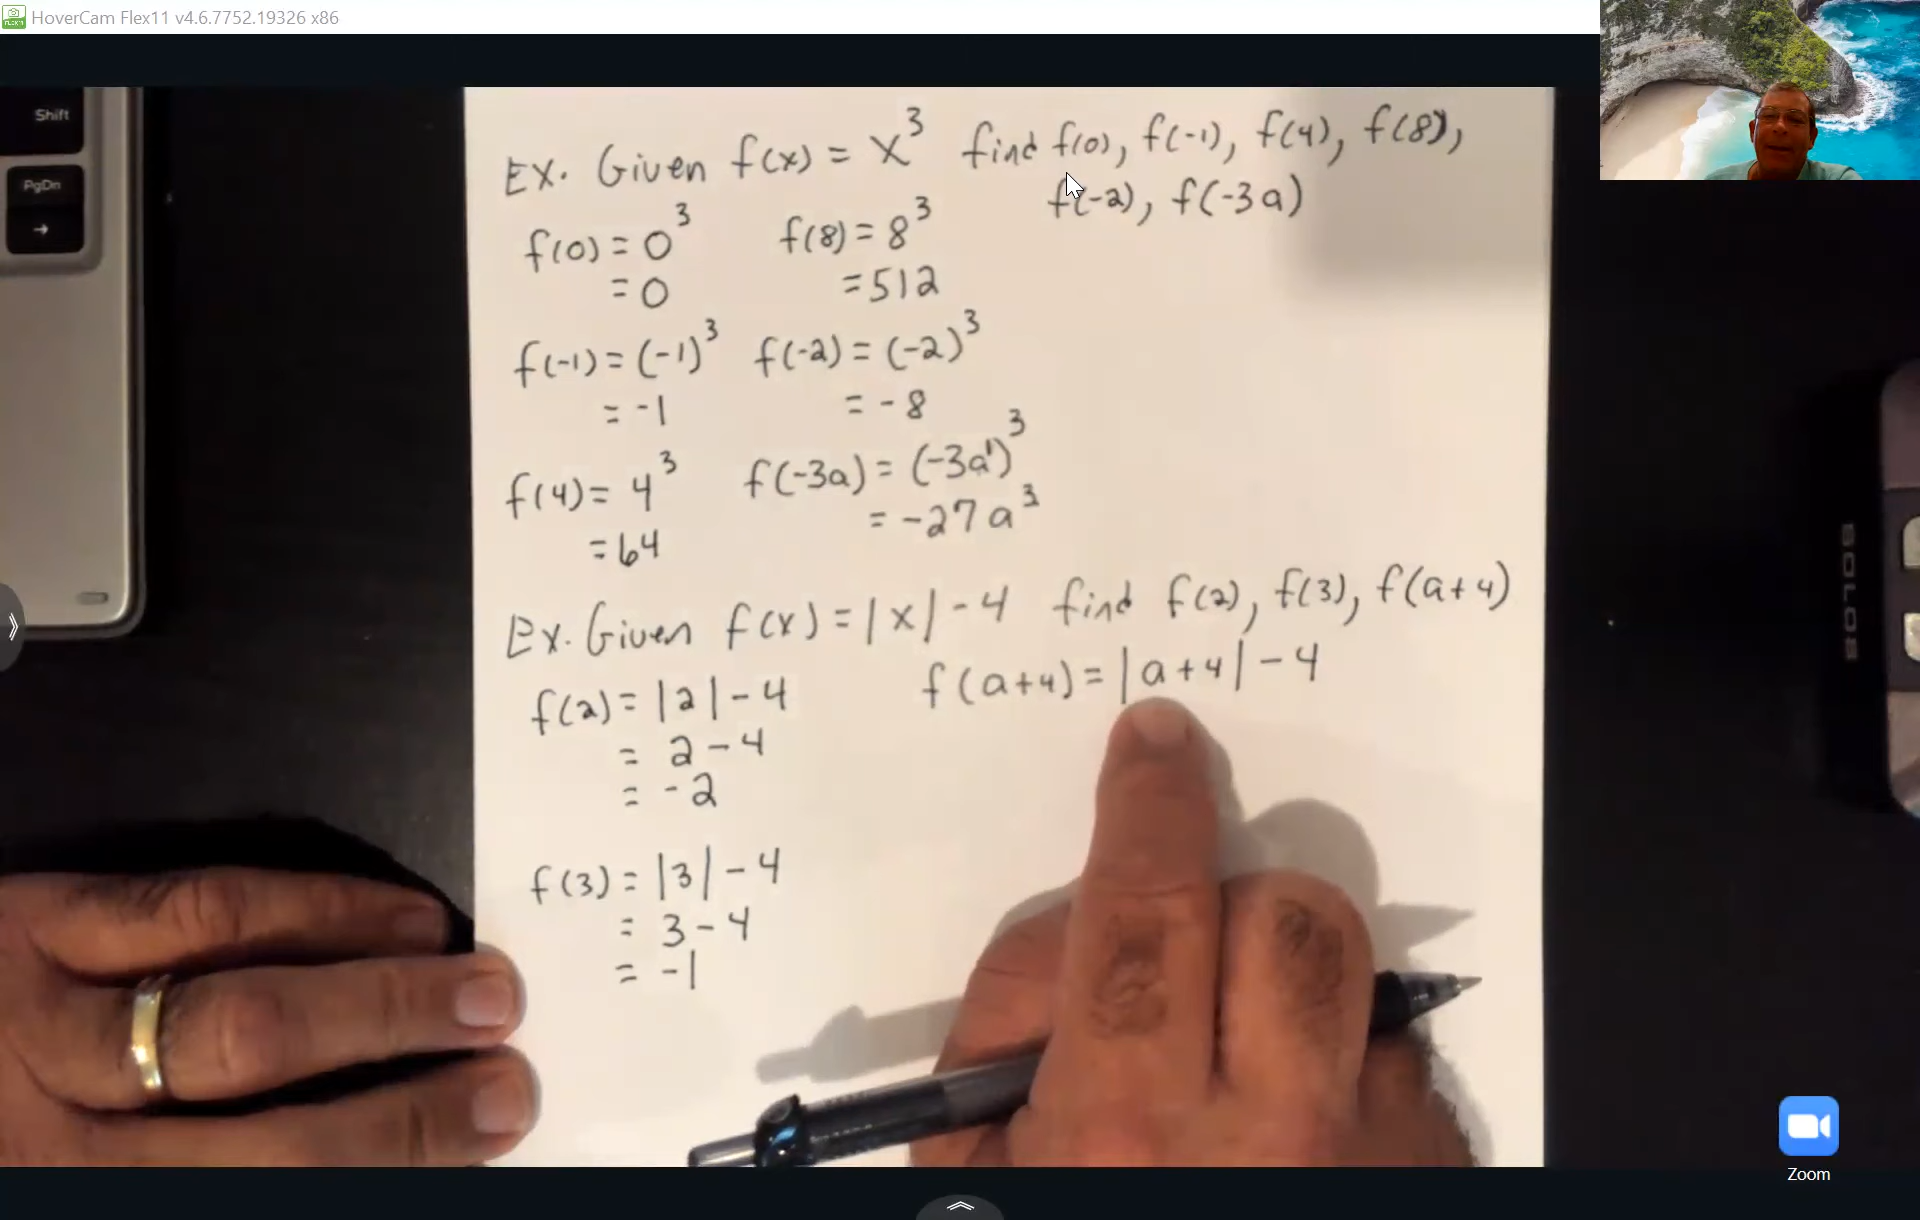 HoverCam Flex11 v4.6.7752.19326 x86
Shift
PgDn
→
Ex. Given f(x) = x³ find f(0), f(-1), f(4), f(8),
f(-2), f(-3a)
f(0) = 0³
= 0
f(8) = 8³
= 512
f(-1) = (-1)³
= -1
f(-2) = (-2)³
= -8
f(4) = 4³
= 64
f(-3a) = (-3a¹)³
= -27a³
Ex. Given f(x) = |x| - 4 find f(2), f(3), f(a+4)
f(2) = |2| - 4
= 2 - 4
= -2
f(a+4) = |a+4| - 4
f(3) = |3| - 4
= 3 - 4
= -1
Zoom